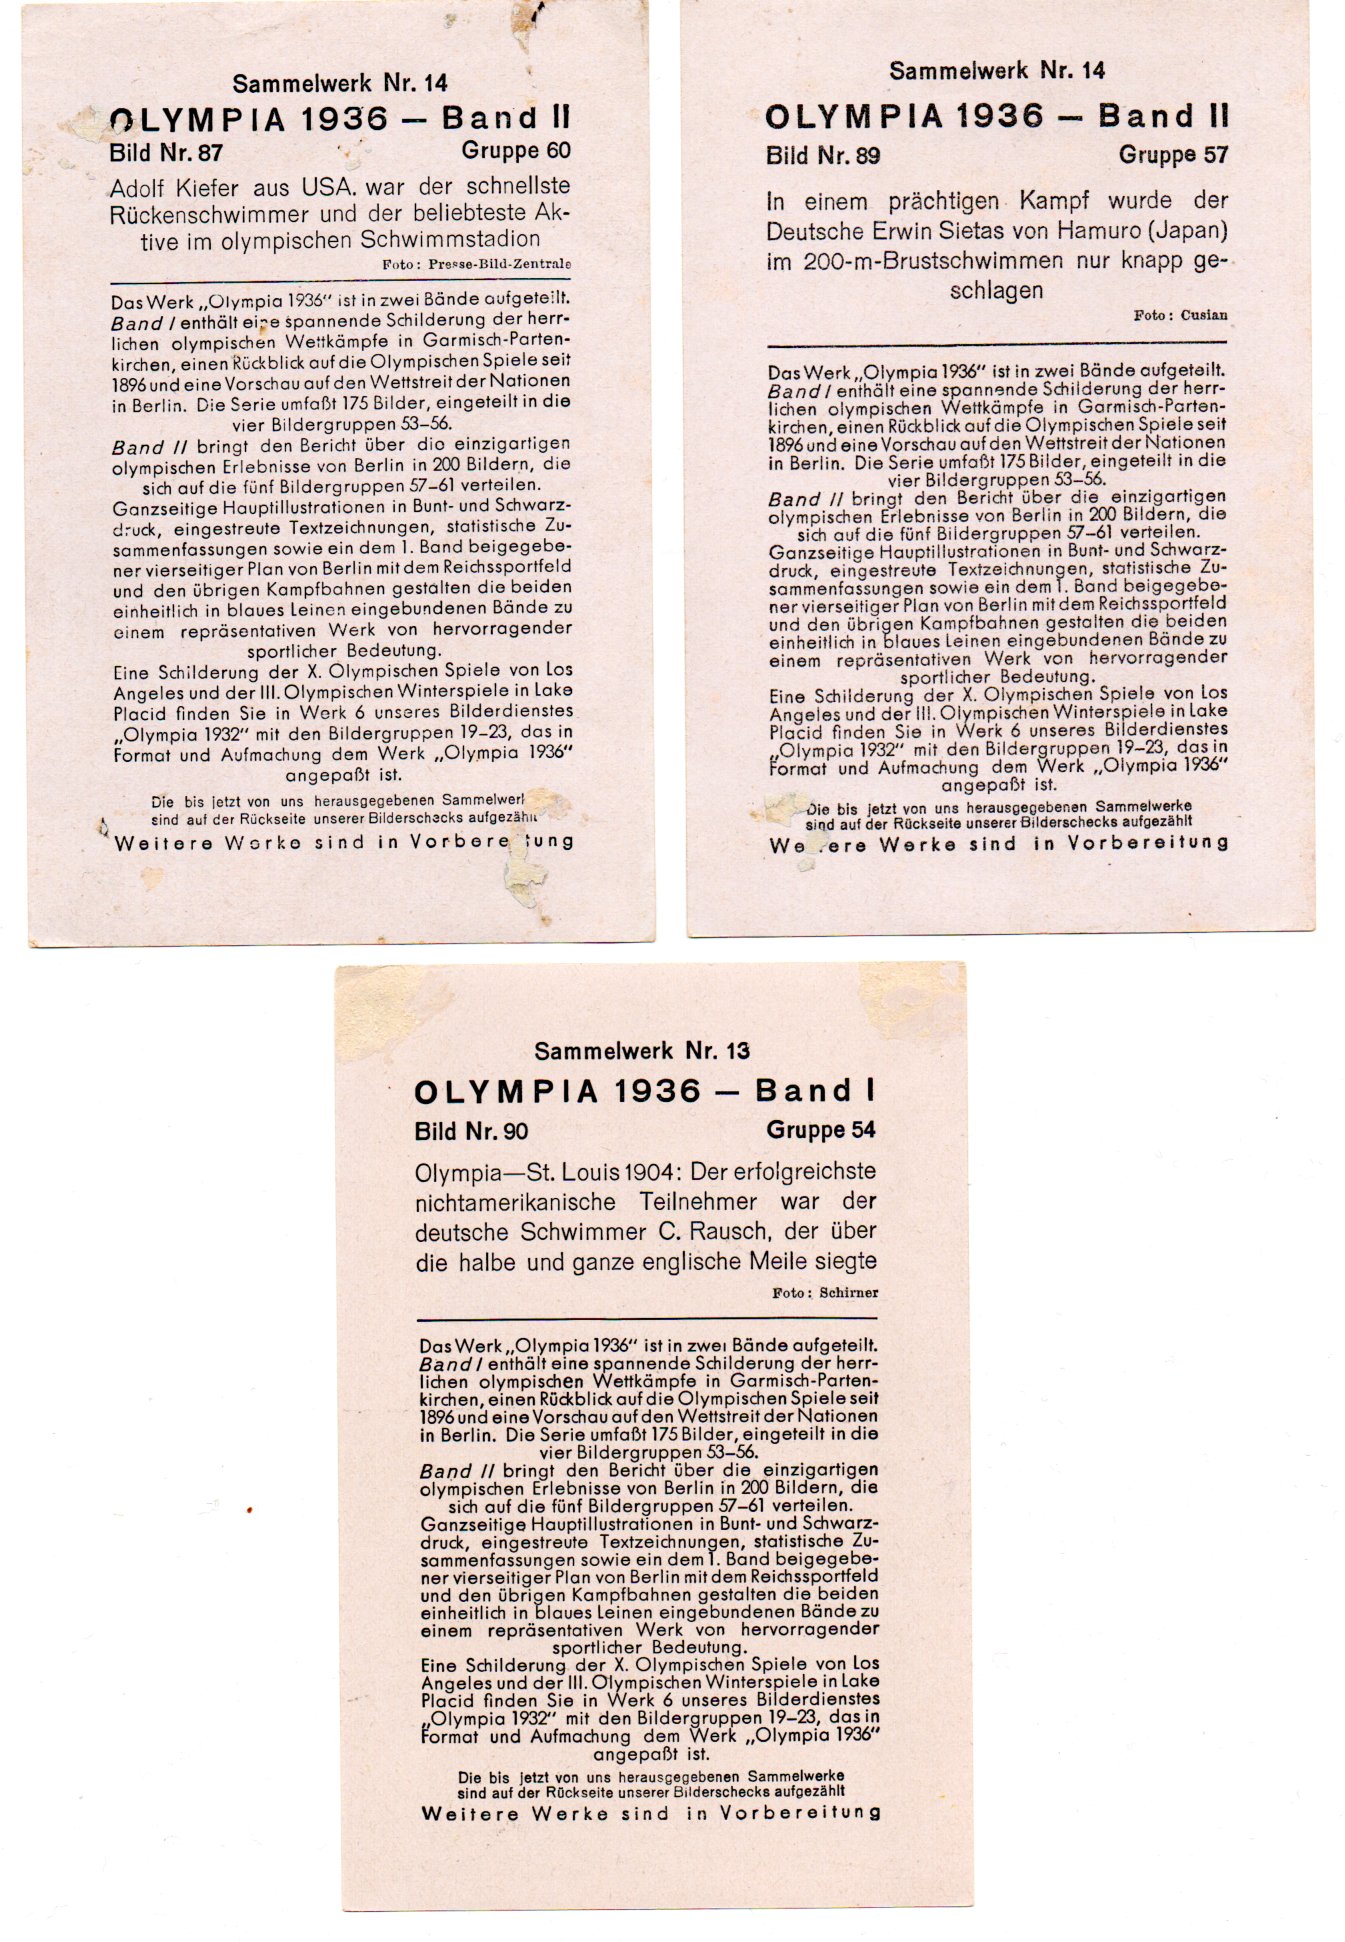 Sammelwerk Nr. 14
OLYMPIA 1936 — Band II
Bild Nr. 87 Gruppe 60
Adolf Kiefer aus USA. war der schnellste
Rückenschwimmer und der beliebteste Ak-
tive im olympischen Schwimmstadion
Foto: Presse-Bild-Zentrale
Das Werk „Olympia 1936“ ist in zwei Bände aufgeteilt.
Band I enthält eine spannende Schilderung der herr-
lichen olympischen Wettkämpfe in Garmisch-Parten-
kirchen, einen Rückblick auf die Olympischen Spiele seit
1896 und eine Vorschau auf den Wettstreit der Nationen
in Berlin. Die Serie umfaßt 175 Bilder, eingeteilt in die
vier Bildergruppen 53–56.
Band II bringt den Bericht über die einzigartigen
olympischen Erlebnisse von Berlin in 200 Bildern, die
sich auf die fünf Bildergruppen 57–61 verteilen.
Ganzseitige Hauptillustrationen in Bunt- und Schwarz-
druck, eingestreute Textzeichnungen, statistische Zu-
sammenfassungen sowie ein dem 1. Band beigegebe-
ner vierseitiger Plan von Berlin mit dem Reichssportfeld
und den übrigen Kampfbahnen gestalten die beiden
einheitlich in blaues Leinen eingebundenen Bände zu
einem repräsentativen Werk von hervorragender
sportlicher Bedeutung.
Eine Schilderung der X. Olympischen Spiele von Los
Angeles und der III. Olympischen Winterspiele in Lake
Placid finden Sie in Werk 6 unseres Bilderdienstes
„Olympia 1932“ mit den Bildergruppen 19–23, das in
Format und Aufmachung dem Werk „Olympia 1936“
angepaßt ist.
Die bis jetzt von uns herausgegebenen
sind auf der Rückseite unserer Bilderschecks aufgezählt
Weitere Werke sind in
Sammelwerk Nr. 14
OLYMPIA 1936 — Band II
Bild Nr. 89 Gruppe 57
In einem prächtigen Kampf wurde der
Deutsche Erwin Sietas von Hamuro (Japan)
im 200-m-Brustschwimmen nur knapp ge-
schlagen
Foto: Cusian
Das Werk „Olympia 1936“ ist in zwei Bände aufgeteilt.
Band I enthält eine spannende Schilderung der herr-
lichen olympischen Wettkämpfe in Garmisch-Parten-
kirchen, einen Rückblick auf die Olympischen Spiele seit
1896 und eine Vorschau auf den Wettstreit der Nationen
in Berlin. Die Serie umfaßt 175 Bilder, eingeteilt in die
vier Bildergruppen 53–56.
Band II bringt den Bericht über die einzigartigen
olympischen Erlebnisse von Berlin in 200 Bildern, die
sich auf die fünf Bildergruppen 57–61 verteilen.
Ganzseitige Hauptillustrationen in Bunt- und Schwarz-
druck, eingestreute Textzeichnungen, statistische Zu-
sammenfassungen sowie ein dem 1. Band beigegebe-
ner vierseitiger Plan von Berlin mit dem Reichssportfeld
und den übrigen Kampfbahnen gestalten die beiden
einheitlich in blaues Leinen eingebundenen Bände zu
einem repräsentativen Werk von hervorragender
sportlicher Bedeutung.
Eine Schilderung der X. Olympischen Spiele von Los
Angeles und der III. Olympischen Winterspiele in Lake
Placid finden Sie in Werk 6 unseres Bilderdienstes
„Olympia 1932“ mit den Bildergruppen 19–23, das in
Format und Aufmachung dem Werk „Olympia 1936“
angepaßt ist.
Die bis jetzt von uns herausgegebenen Sammelwerke
sind auf der Rückseite unserer Bilderschecks aufgezählt
Werke sind in Vorbereitung
Sammelwerk Nr. 13
OLYMPIA 1936 — Band I
Bild Nr. 90 Gruppe 54
Olympia—St. Louis 1904: Der erfolgreichste
nichtamerikanische Teilnehmer war der
deutsche Schwimmer C. Rausch, der über
die halbe und ganze englische Meile siegte
Foto: Schirner
Das Werk „Olympia 1936“ ist in zwei Bände aufgeteilt.
Band I enthält eine spannende Schilderung der herr-
lichen olympischen Wettkämpfe in Garmisch-Parten-
kirchen, einen Rückblick auf die Olympischen Spiele seit
1896 und eine Vorschau auf den Wettstreit der Nationen
in Berlin. Die Serie umfaßt 175 Bilder, eingeteilt in die
vier Bildergruppen 53–56.
Band II bringt den Bericht über die einzigartigen
olympischen Erlebnisse von Berlin in 200 Bildern, die
sich auf die fünf Bildergruppen 57–61 verteilen.
Ganzseitige Hauptillustrationen in Bunt- und Schwarz-
druck, eingestreute Textzeichnungen, statistische Zu-
sammenfassungen sowie ein dem 1. Band beigegebe-
ner vierseitiger Plan von Berlin mit dem Reichssportfeld
und den übrigen Kampfbahnen gestalten die beiden
einheitlich in blaues Leinen eingebundenen Bände zu
einem repräsentativen Werk von hervorragender
sportlicher Bedeutung.
Eine Schilderung der X. Olympischen Spiele von Los
Angeles und der III. Olympischen Winterspiele in Lake
Placid finden Sie in Werk 6 unseres Bilderdienstes
„Olympia 1932“ mit den Bildergruppen 19–23, das in
Format und Aufmachung dem Werk „Olympia 1936“
angepaßt ist.
Die bis jetzt von uns herausgegebenen Sammelwerke
sind auf der Rückseite unserer Bilderschecks aufgezählt
Weitere Werke sind in Vorbereitung